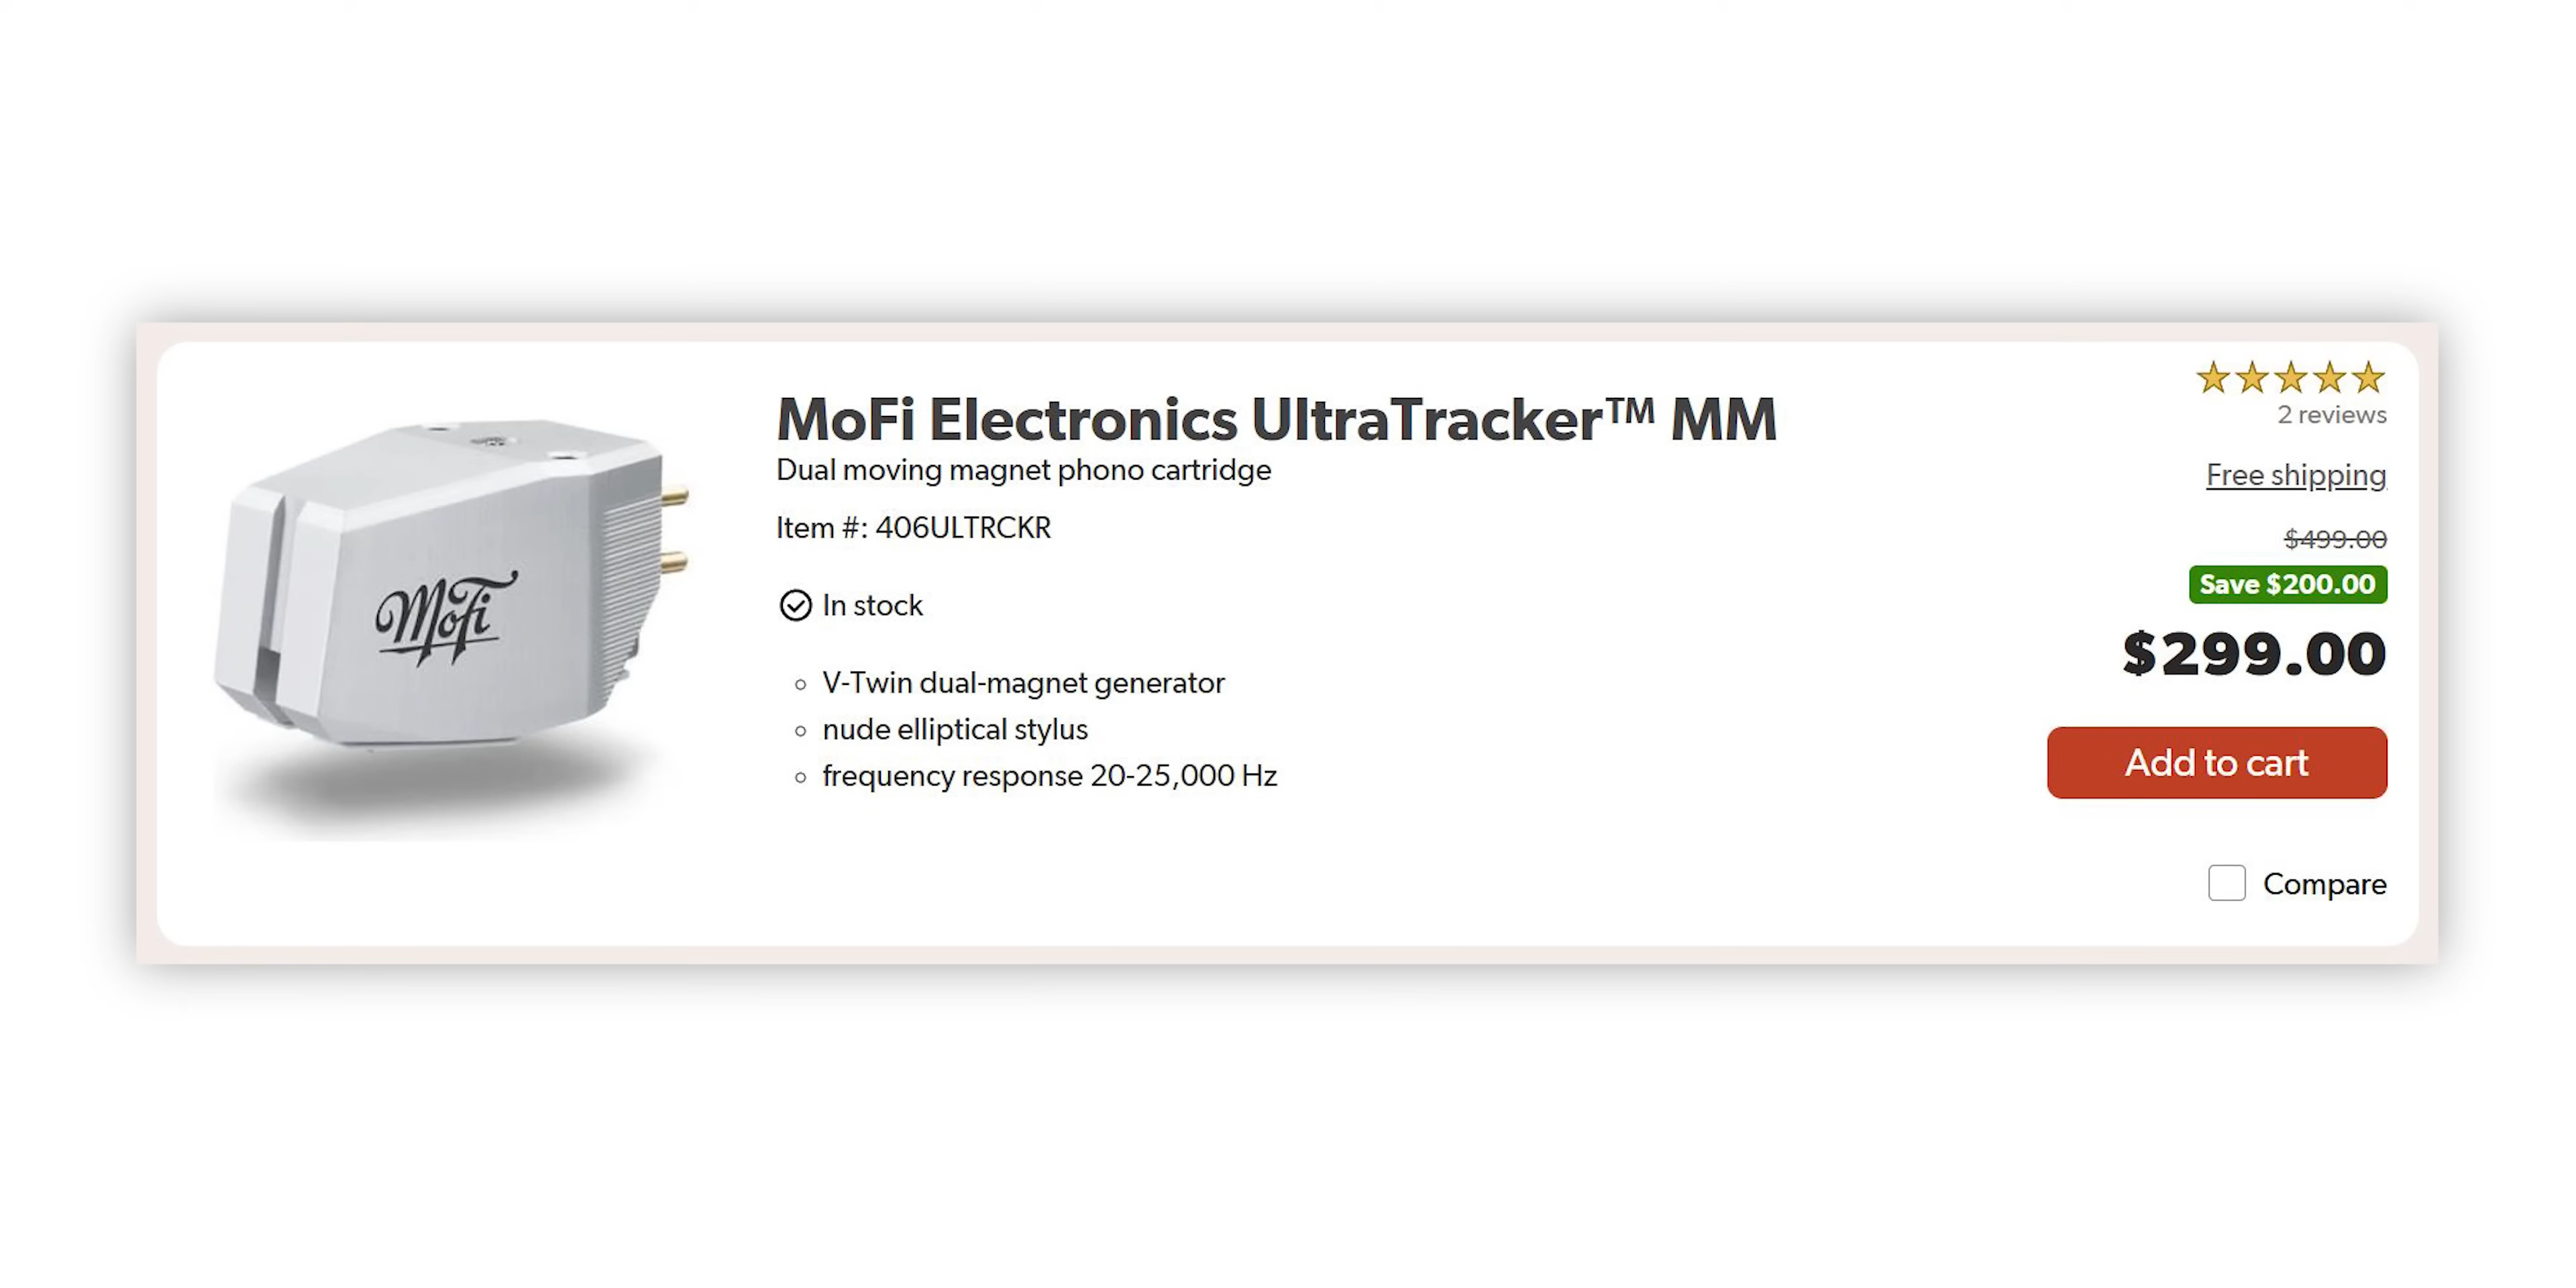 MoFi
MoFi Electronics UltraTracker™ MM
Dual moving magnet phono cartridge
Item #: 406ULTRCKR
In stock
V-Twin dual-magnet generator
nude elliptical stylus
frequency response 20-25,000 Hz
2 reviews
Free shipping
$499.00
Save $200.00
$299.00
Add to cart
Compare